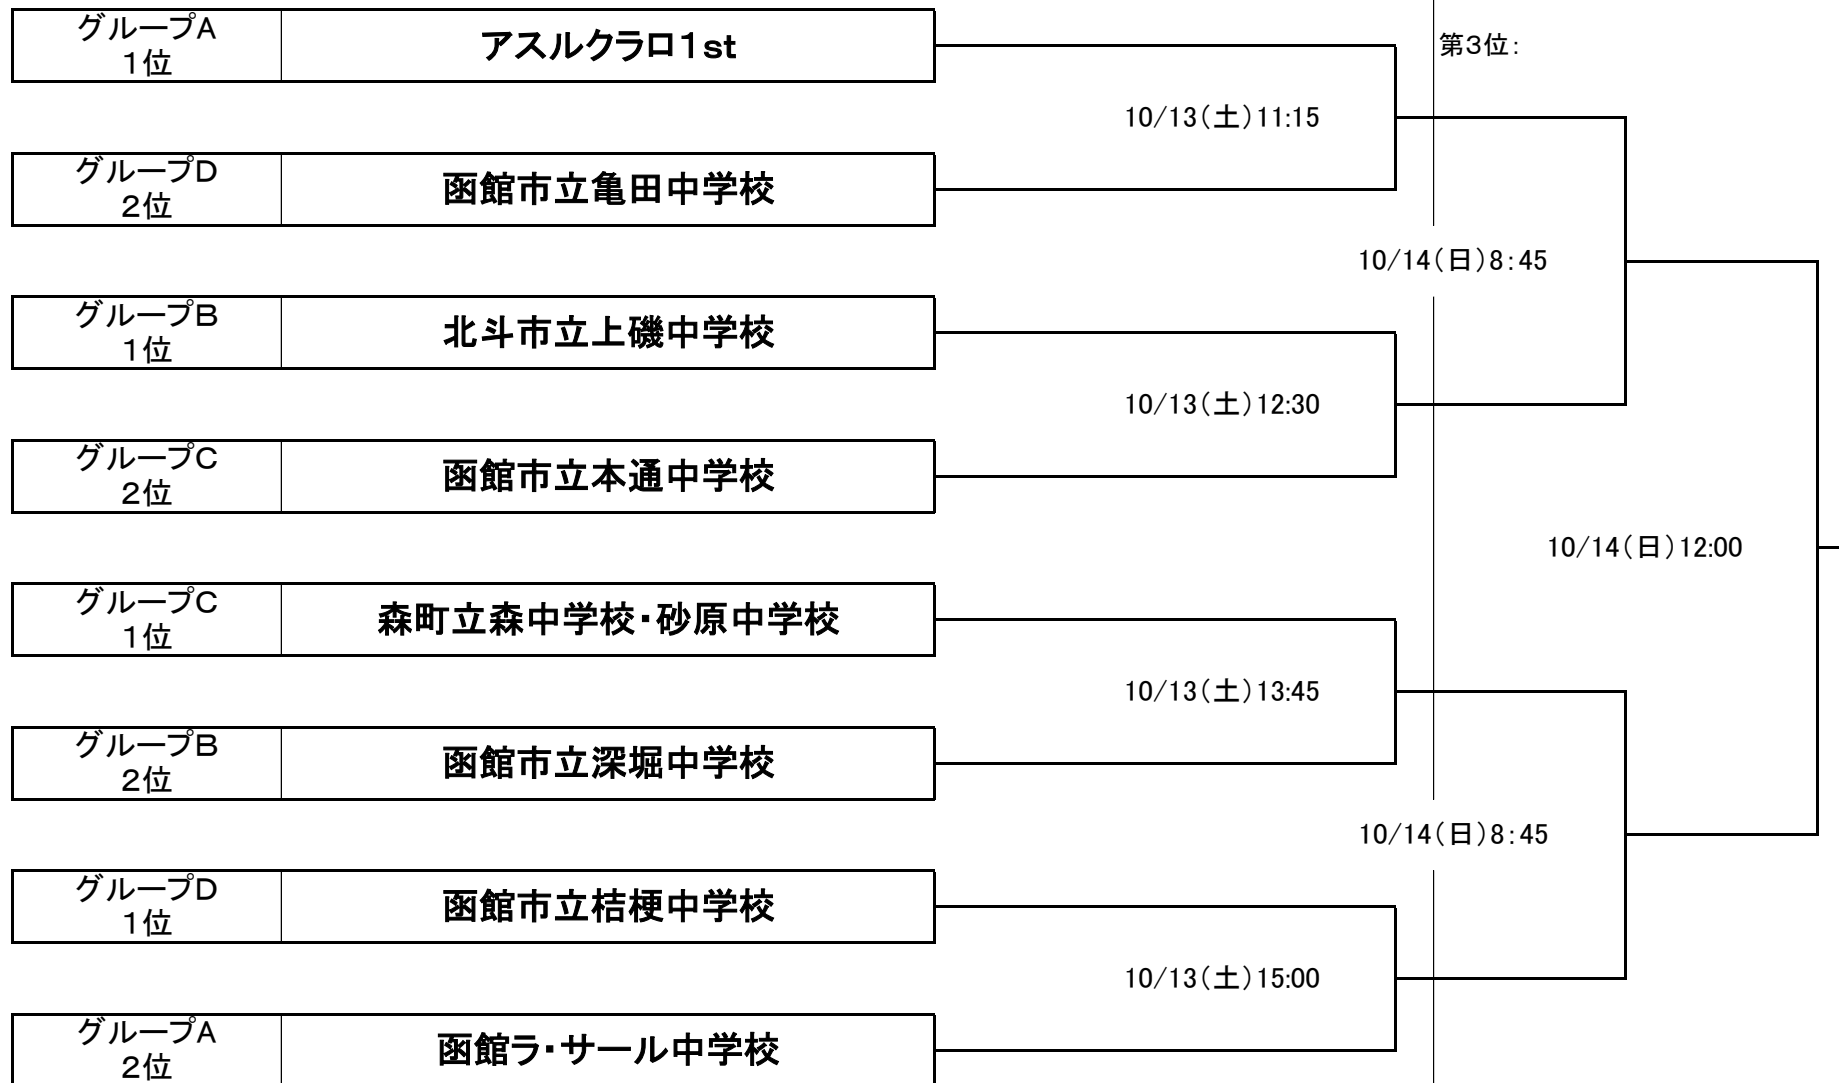 グループA
1位
アスルクラロ1st
第3位：
10/13(土)11:15
グループD
2位
函館市立亀田中学校
10/14(日)8:45
グループB
1位
北斗市立上磯中学校
10/13(土)12:30
グループC
2位
函館市立本通中学校
10/14(日)12:00
グループC
1位
森町立森中学校・砂原中学校
10/13(土)13:45
グループB
2位
函館市立深堀中学校
10/14(日)8:45
グループD
1位
函館市立桔梗中学校
10/13(土)15:00
グループA
2位
函館ラ・サール中学校